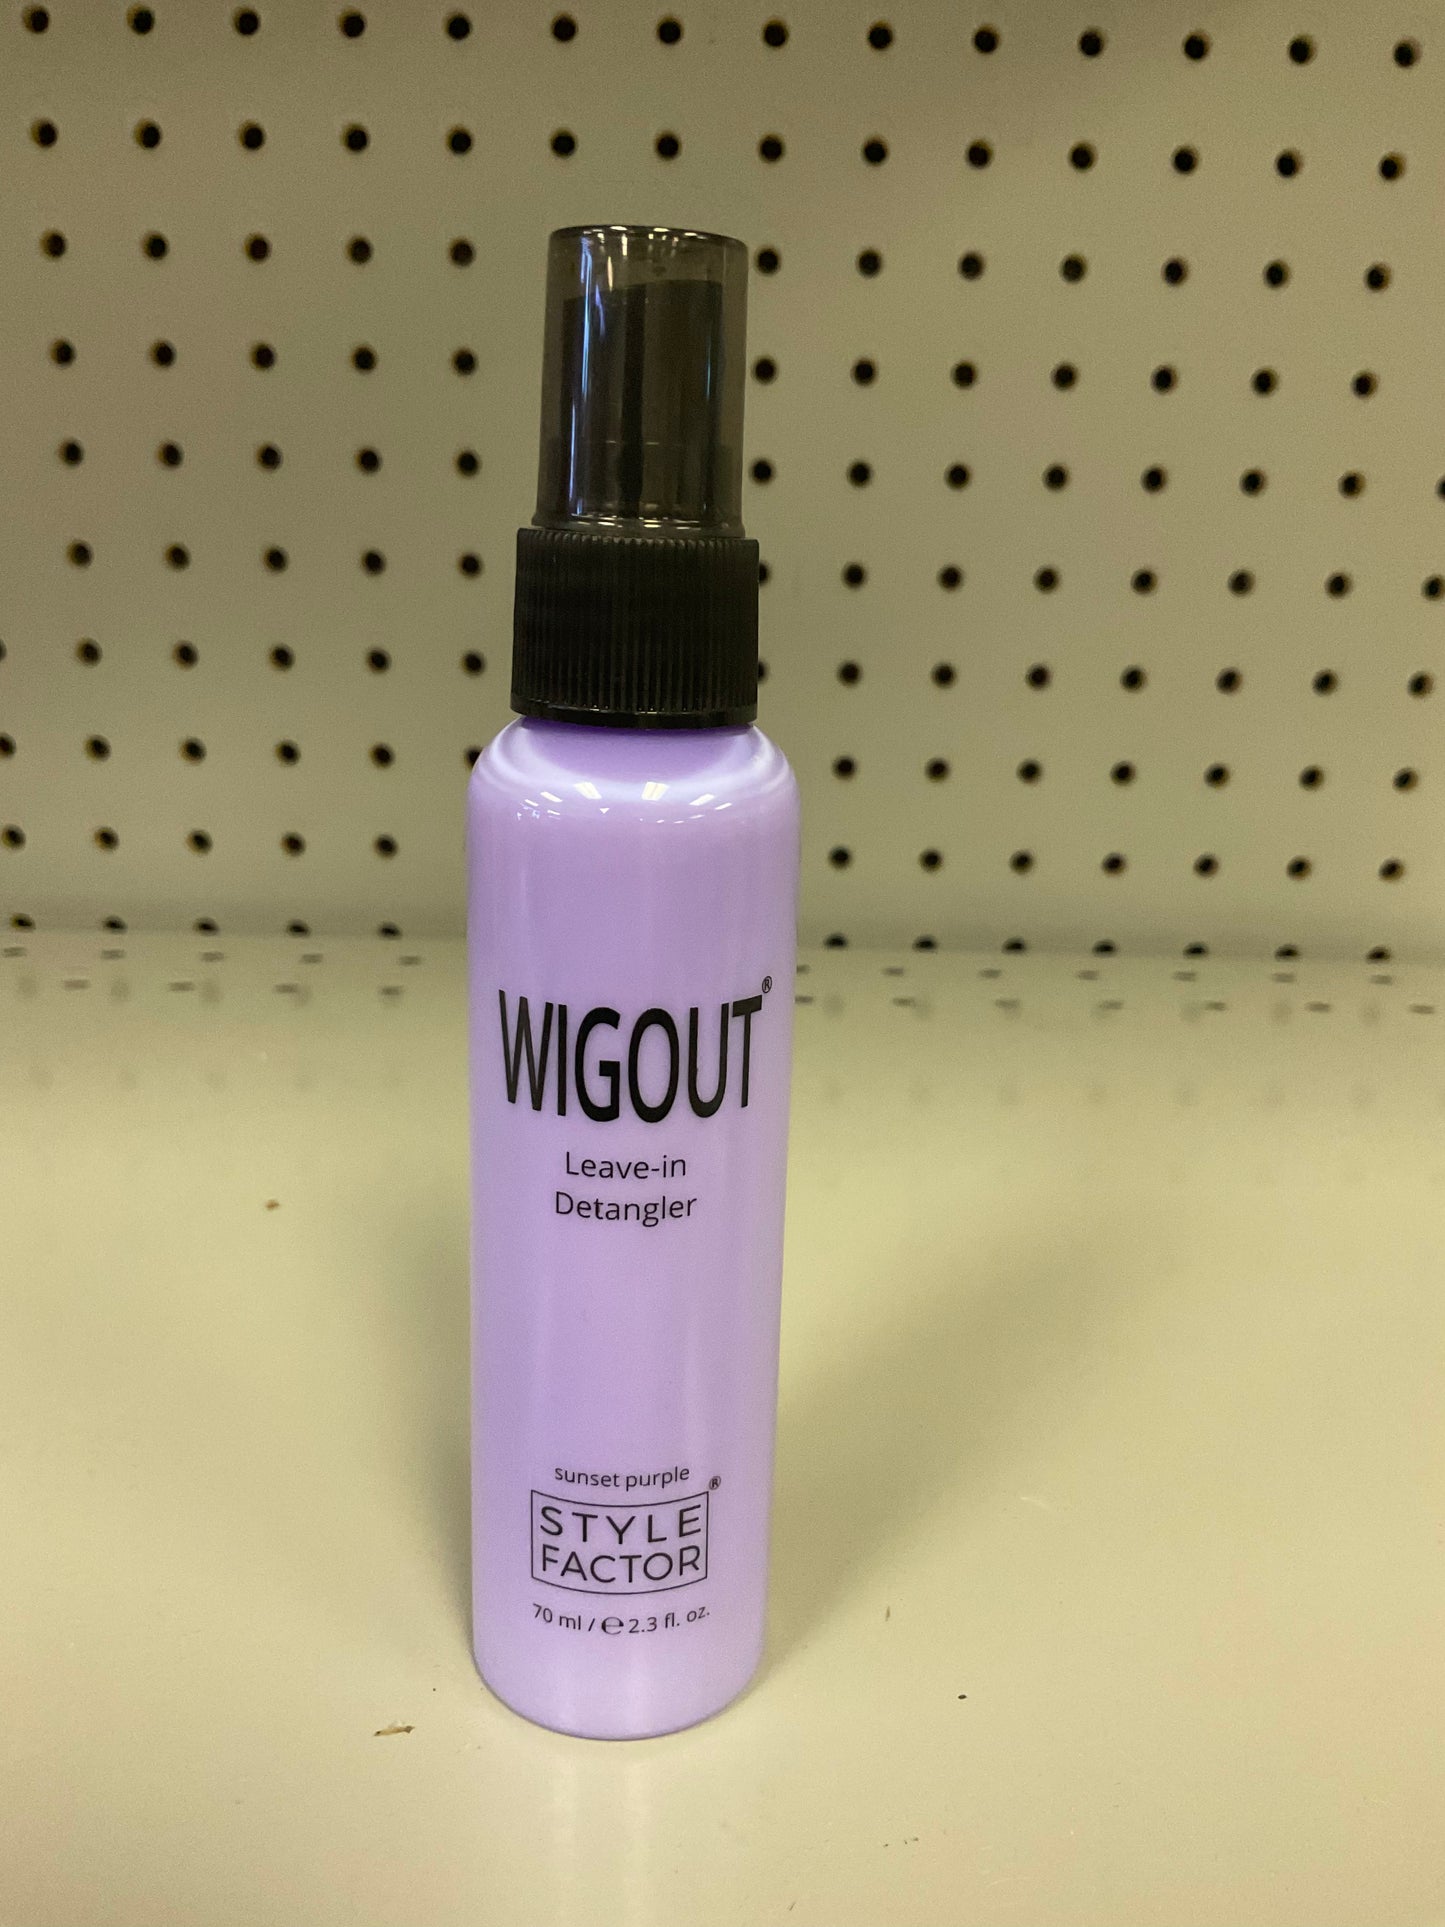 WIGOUT®
Leave-in
Detangler
sunset purple
STYLE®
FACTOR
70 ml / ℮ 2.3 fl. oz.